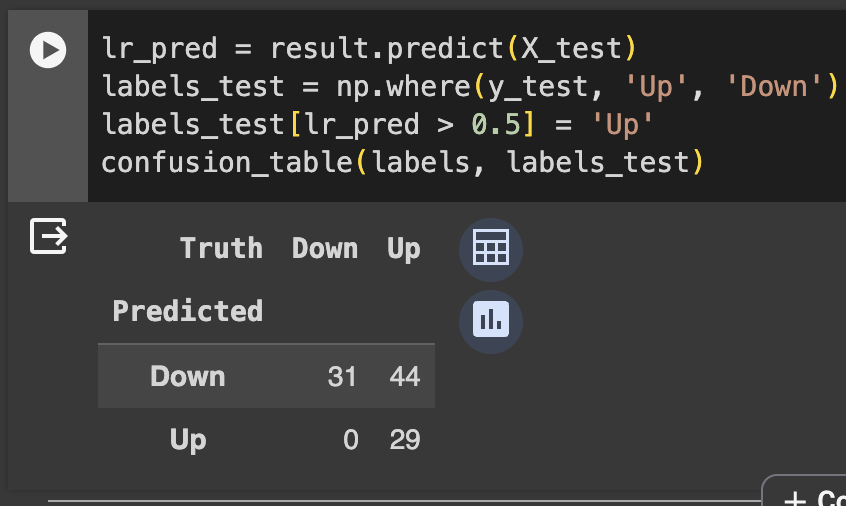 lr_pred = result.predict(X_test)
labels_test = np.where(y_test, 'Up', 'Down')
labels_test[lr_pred > 0.5] = 'Up'
confusion_table(labels, labels_test)
Truth Down Up
Predicted
Down 31 44
Up 0 29
+ Co